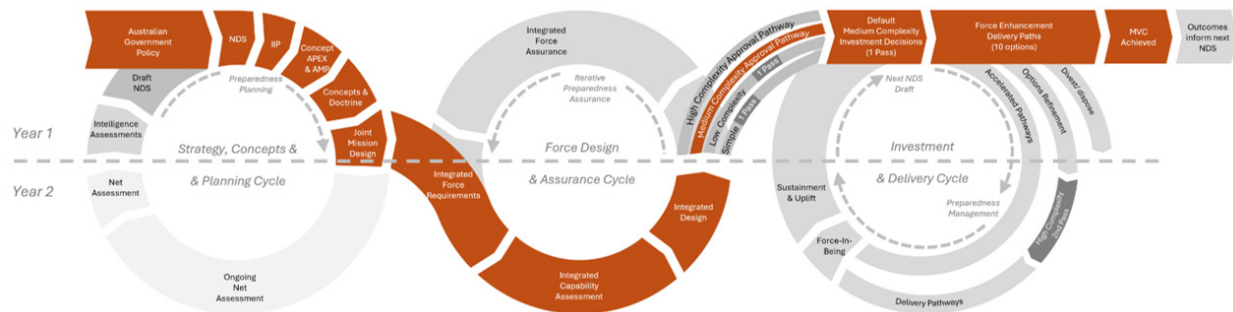 Australian
Government
Policy
NDS
IIP
Concept
APEX
& AMP
Concepts &
Doctrine
Joint
Mission
Design
Draft
NDS
Intelligence
Assessments
Net
Assessment
Ongoing
Net
Assessment
Preparedness
Planning
Year 1
Year 2
Strategy, Concepts &
& Planning Cycle
Integrated
Force
Assurance
Iterative
Preparedness
Assurance
Force Design
& Assurance Cycle
Integrated Force
Requirements
Integrated
Capability
Assessment
Integrated
Design
High Complexity Approval Pathway
Medium Complexity Approval Pathway
Low Complexity
1 Pass
Simple
1 Pass
Default
Medium Complexity
Investment Decisions
(1 Pass)
Force Enhancement
Delivery Paths
(10 options)
MVC
Achieved
Outcomes
inform next
NDS
Next NDS
Draft
Accelerated Pathways
Options Refinement
Divest/ dispose
Investment
& Delivery Cycle
Preparedness
Management
Sustainment
& Uplift
Force-In-
Being
High Complexity
2nd Pass
Delivery Pathways